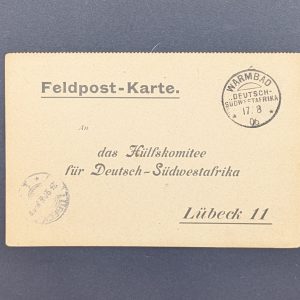 Feldpost-Karte.
WARMBAD
DEUTSCH-
SÜDWESTAFRIKA
17. 8
06
An
das Hülfskomitee
für Deutsch-Südwestafrika
Lübeck 11